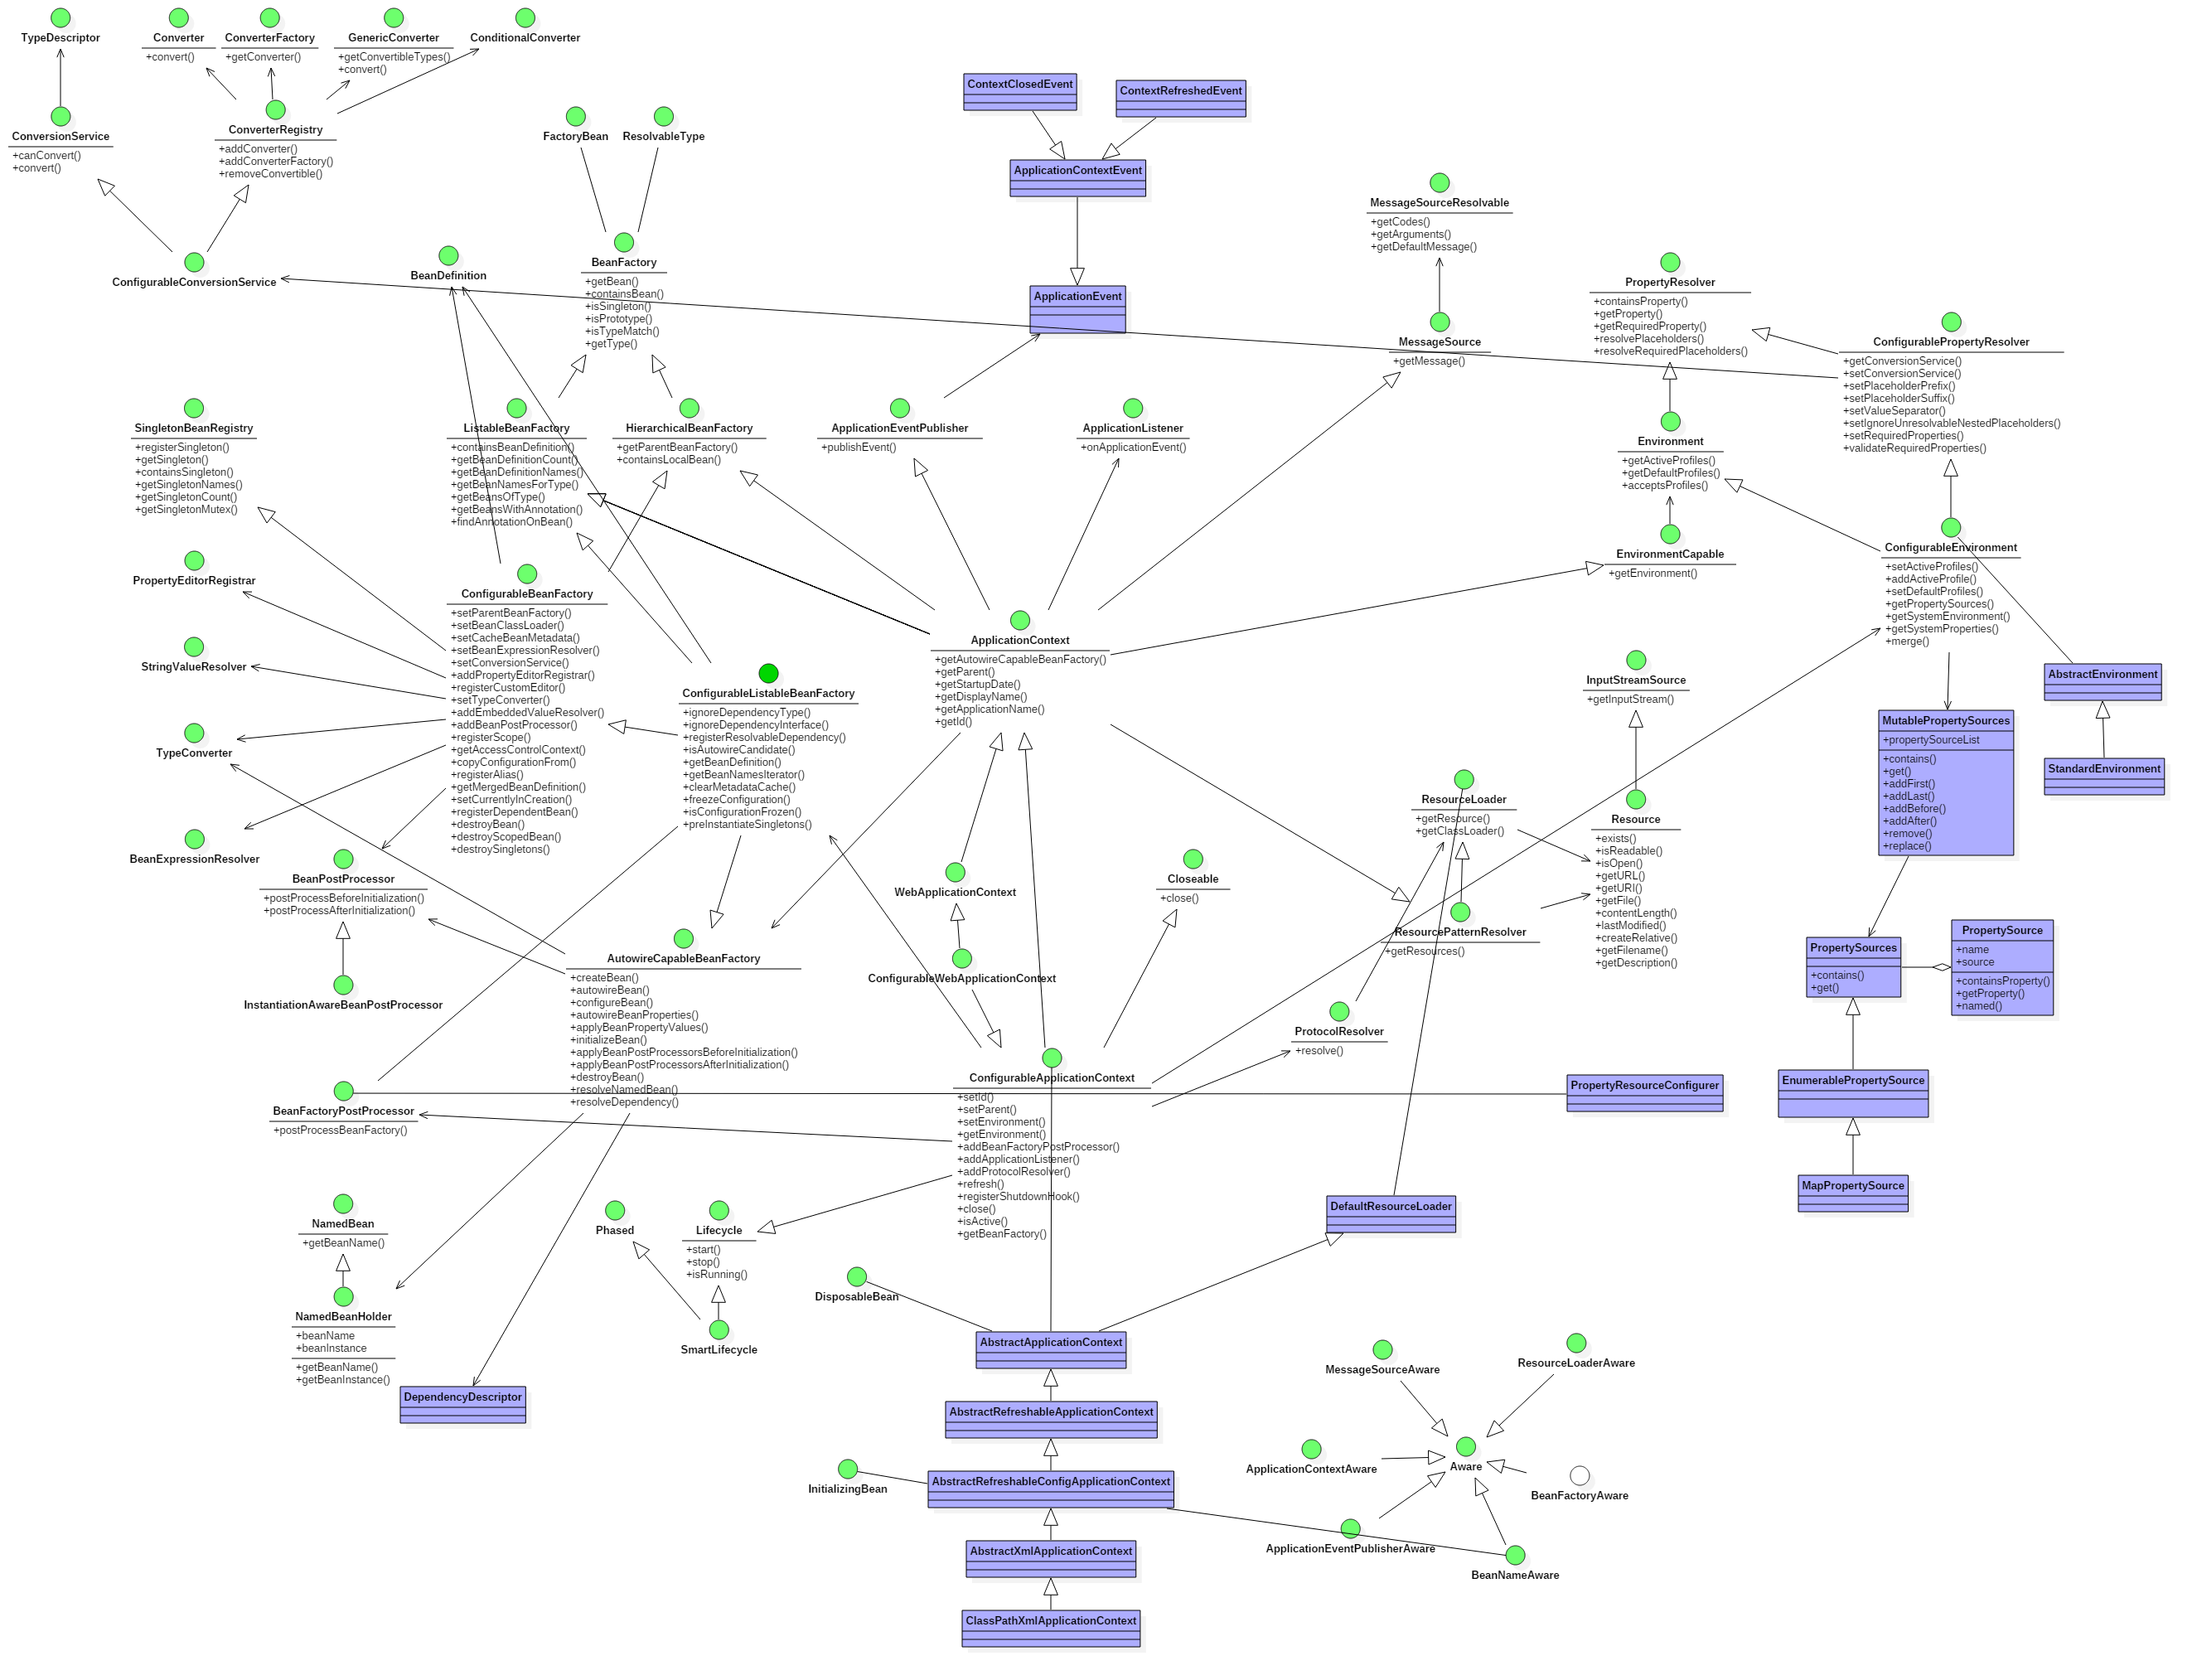 TypeDescriptor
Converter
+convert()
ConverterFactory
+getConverter()
GenericConverter
+getConvertibleTypes()
+convert()
ConditionalConverter
ConversionService
+canConvert()
+convert()
ConverterRegistry
+addConverter()
+addConverterFactory()
+removeConvertible()
ConfigurableConversionService
FactoryBean
ResolvableType
ContextClosedEvent
ContextRefreshedEvent
ApplicationContextEvent
ApplicationEvent
MessageSourceResolvable
+getCodes()
+getArguments()
+getDefaultMessage()
MessageSource
+getMessage()
BeanDefinition
BeanFactory
+getBean()
+containsBean()
+isSingleton()
+isPrototype()
+isTypeMatch()
+getType()
PropertyResolver
+containsProperty()
+getProperty()
+getRequiredProperty()
+resolvePlaceholders()
+resolveRequiredPlaceholders()
ConfigurablePropertyResolver
+getConversionService()
+setConversionService()
+setPlaceholderPrefix()
+setPlaceholderSuffix()
+setValueSeparator()
+setIgnoreUnresolvableNestedPlaceholders()
+setRequiredProperties()
+validateRequiredProperties()
SingletonBeanRegistry
+registerSingleton()
+getSingleton()
+containsSingleton()
+getSingletonNames()
+getSingletonCount()
+getSingletonMutex()
ListableBeanFactory
+containsBeanDefinition()
+getBeanDefinitionCount()
+getBeanDefinitionNames()
+getBeanNamesForType()
+getBeansOfType()
+getBeansWithAnnotation()
+findAnnotationOnBean()
HierarchicalBeanFactory
+getParentBeanFactory()
+containsLocalBean()
ApplicationEventPublisher
+publishEvent()
ApplicationListener
+onApplicationEvent()
Environment
+getActiveProfiles()
+getDefaultProfiles()
+acceptsProfiles()
EnvironmentCapable
+getEnvironment()
ConfigurableEnvironment
+setActiveProfiles()
+addActiveProfile()
+setDefaultProfiles()
+getPropertySources()
+getSystemEnvironment()
+getSystemProperties()
+merge()
PropertyEditorRegistrar
StringValueResolver
TypeConverter
BeanExpressionResolver
ConfigurableBeanFactory
+setParentBeanFactory()
+setBeanClassLoader()
+setCacheBeanMetadata()
+setBeanExpressionResolver()
+setConversionService()
+addPropertyEditorRegistrar()
+registerCustomEditor()
+setTypeConverter()
+addEmbeddedValueResolver()
+addBeanPostProcessor()
+registerScope()
+getAccessControlContext()
+copyConfigurationFrom()
+registerAlias()
+getMergedBeanDefinition()
+setCurrentlyInCreation()
+registerDependentBean()
+destroyBean()
+destroyScopedBean()
+destroySingletons()
ConfigurableListableBeanFactory
+ignoreDependencyType()
+ignoreDependencyInterface()
+registerResolvableDependency()
+isAutowireCandidate()
+getBeanDefinition()
+getBeanNamesIterator()
+clearMetadataCache()
+freezeConfiguration()
+isConfigurationFrozen()
+preInstantiateSingletons()
ApplicationContext
+getAutowireCapableBeanFactory()
+getParent()
+getStartupDate()
+getDisplayName()
+getApplicationName()
+getId()
InputStreamSource
+getInputStream()
AbstractEnvironment
StandardEnvironment
MutablePropertySources
+propertySourceList
+contains()
+get()
+addFirst()
+addLast()
+addBefore()
+addAfter()
+remove()
+replace()
ResourceLoader
+getResource()
+getClassLoader()
Resource
+exists()
+isReadable()
+isOpen()
+getURL()
+getURI()
+getFile()
+contentLength()
+lastModified()
+createRelative()
+getFilename()
+getDescription()
ResourcePatternResolver
+getResources()
BeanPostProcessor
+postProcessBeforeInitialization()
+postProcessAfterInitialization()
InstantiationAwareBeanPostProcessor
WebApplicationContext
ConfigurableWebApplicationContext
Closeable
+close()
AutowireCapableBeanFactory
+createBean()
+autowireBean()
+configureBean()
+autowireBeanProperties()
+applyBeanPropertyValues()
+initializeBean()
+applyBeanPostProcessorsBeforeInitialization()
+applyBeanPostProcessorsAfterInitialization()
+destroyBean()
+resolveNamedBean()
+resolveDependency()
PropertySources
+contains()
+get()
PropertySource
+name
+source
+containsProperty()
+getProperty()
+named()
ProtocolResolver
+resolve()
BeanFactoryPostProcessor
+postProcessBeanFactory()
ConfigurableApplicationContext
+setId()
+setParent()
+setEnvironment()
+getEnvironment()
+addBeanFactoryPostProcessor()
+addApplicationListener()
+addProtocolResolver()
+refresh()
+registerShutdownHook()
+close()
+isActive()
+getBeanFactory()
PropertyResourceConfigurer
EnumerablePropertySource
MapPropertySource
NamedBean
+getBeanName()
NamedBeanHolder
+beanName
+beanInstance
+getBeanName()
+getBeanInstance()
DependencyDescriptor
Phased
Lifecycle
+start()
+stop()
+isRunning()
SmartLifecycle
DisposableBean
DefaultResourceLoader
AbstractApplicationContext
AbstractRefreshableApplicationContext
InitializingBean
AbstractRefreshableConfigApplicationContext
AbstractXmlApplicationContext
ClassPathXmlApplicationContext
MessageSourceAware
ResourceLoaderAware
ApplicationContextAware
Aware
BeanFactoryAware
ApplicationEventPublisherAware
BeanNameAware